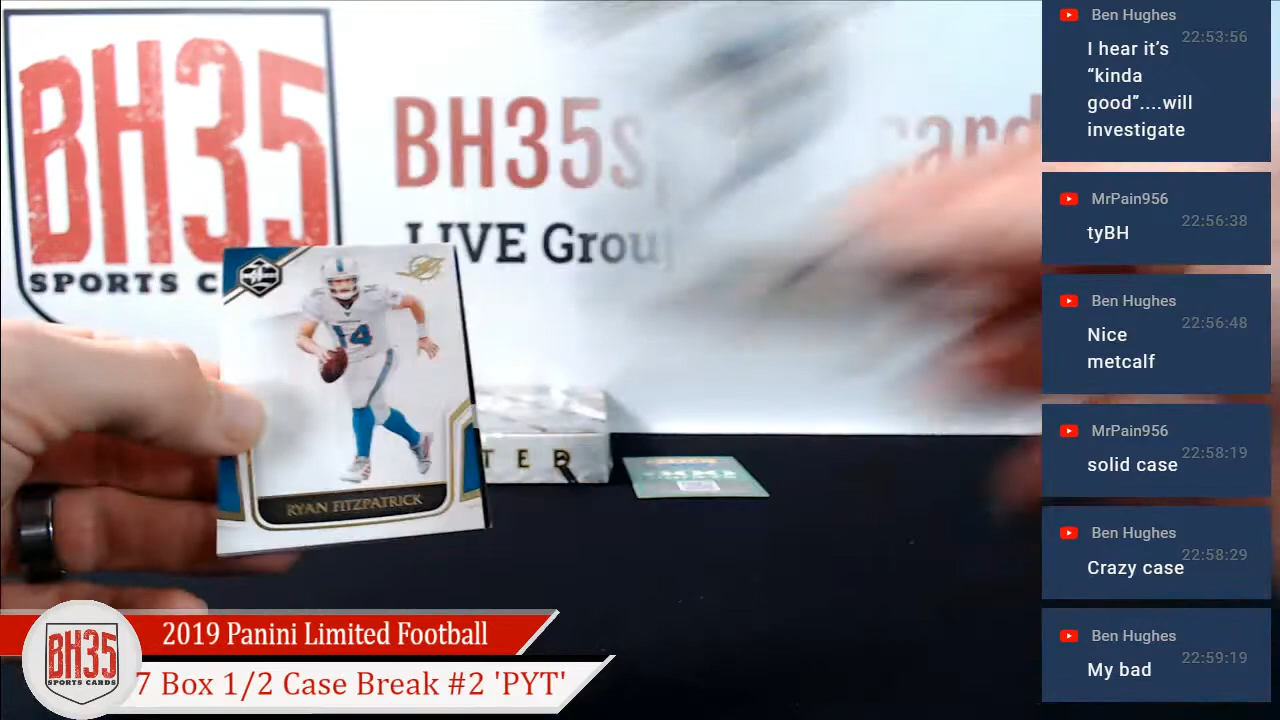 BH35
SPORTS C
BH35s
card
LIVE Grou
14
RYAN FITZPATRICK
T E R
2019 Panini Limited Football
7 Box 1/2 Case Break #2 'PYT'
BH35
SPORTS CARDS
Ben Hughes
22:53:56
I hear it’s
“kinda
good”....will
investigate
MrPain956
22:56:38
tyBH
Ben Hughes
22:56:48
Nice
metcalf
MrPain956
22:58:19
solid case
Ben Hughes
22:58:29
Crazy case
Ben Hughes
22:59:19
My bad